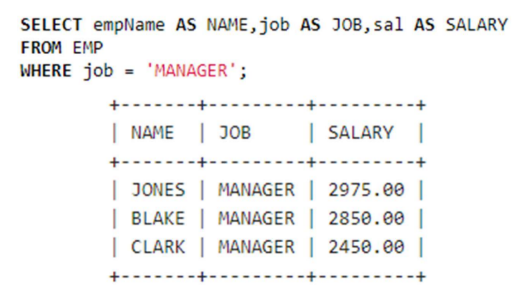 SELECT empName AS NAME,job AS JOB,sal AS SALARY
FROM EMP
WHERE job = 'MANAGER';
+-------+---------+---------+
| NAME  | JOB     | SALARY  |
+-------+---------+---------+
| JONES | MANAGER | 2975.00 |
| BLAKE | MANAGER | 2850.00 |
| CLARK | MANAGER | 2450.00 |
+-------+---------+---------+